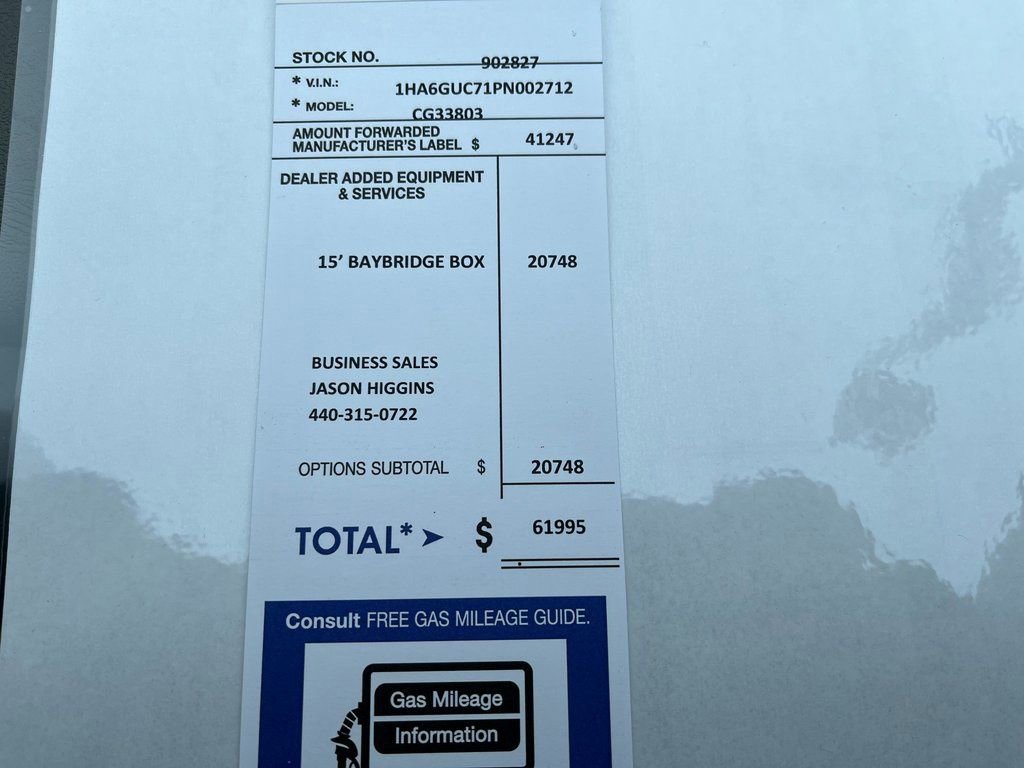 STOCK NO. 902827
* V.I.N.: 1HA6GUC71PN002712
* MODEL: CG33803
AMOUNT FORWARDED
MANUFACTURER'S LABEL $ 41247
DEALER ADDED EQUIPMENT
& SERVICES
15' BAYBRIDGE BOX 20748
BUSINESS SALES
JASON HIGGINS
440-315-0722
OPTIONS SUBTOTAL $ 20748
TOTAL* ➤ $ 61995
Consult FREE GAS MILEAGE GUIDE.
Gas Mileage
Information